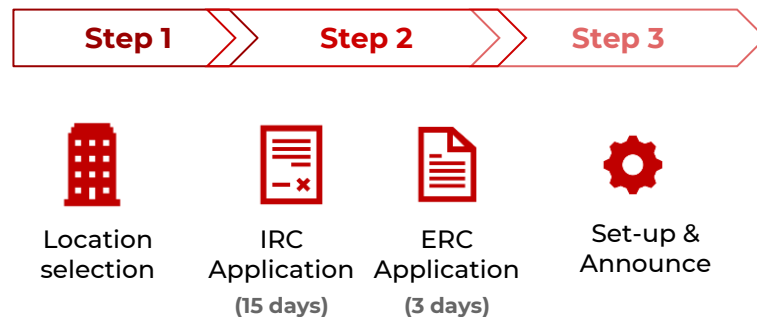 Step 1
Step 2
Step 3
Location
selection
IRC
Application
(15 days)
ERC
Application
(3 days)
Set-up &
Announce